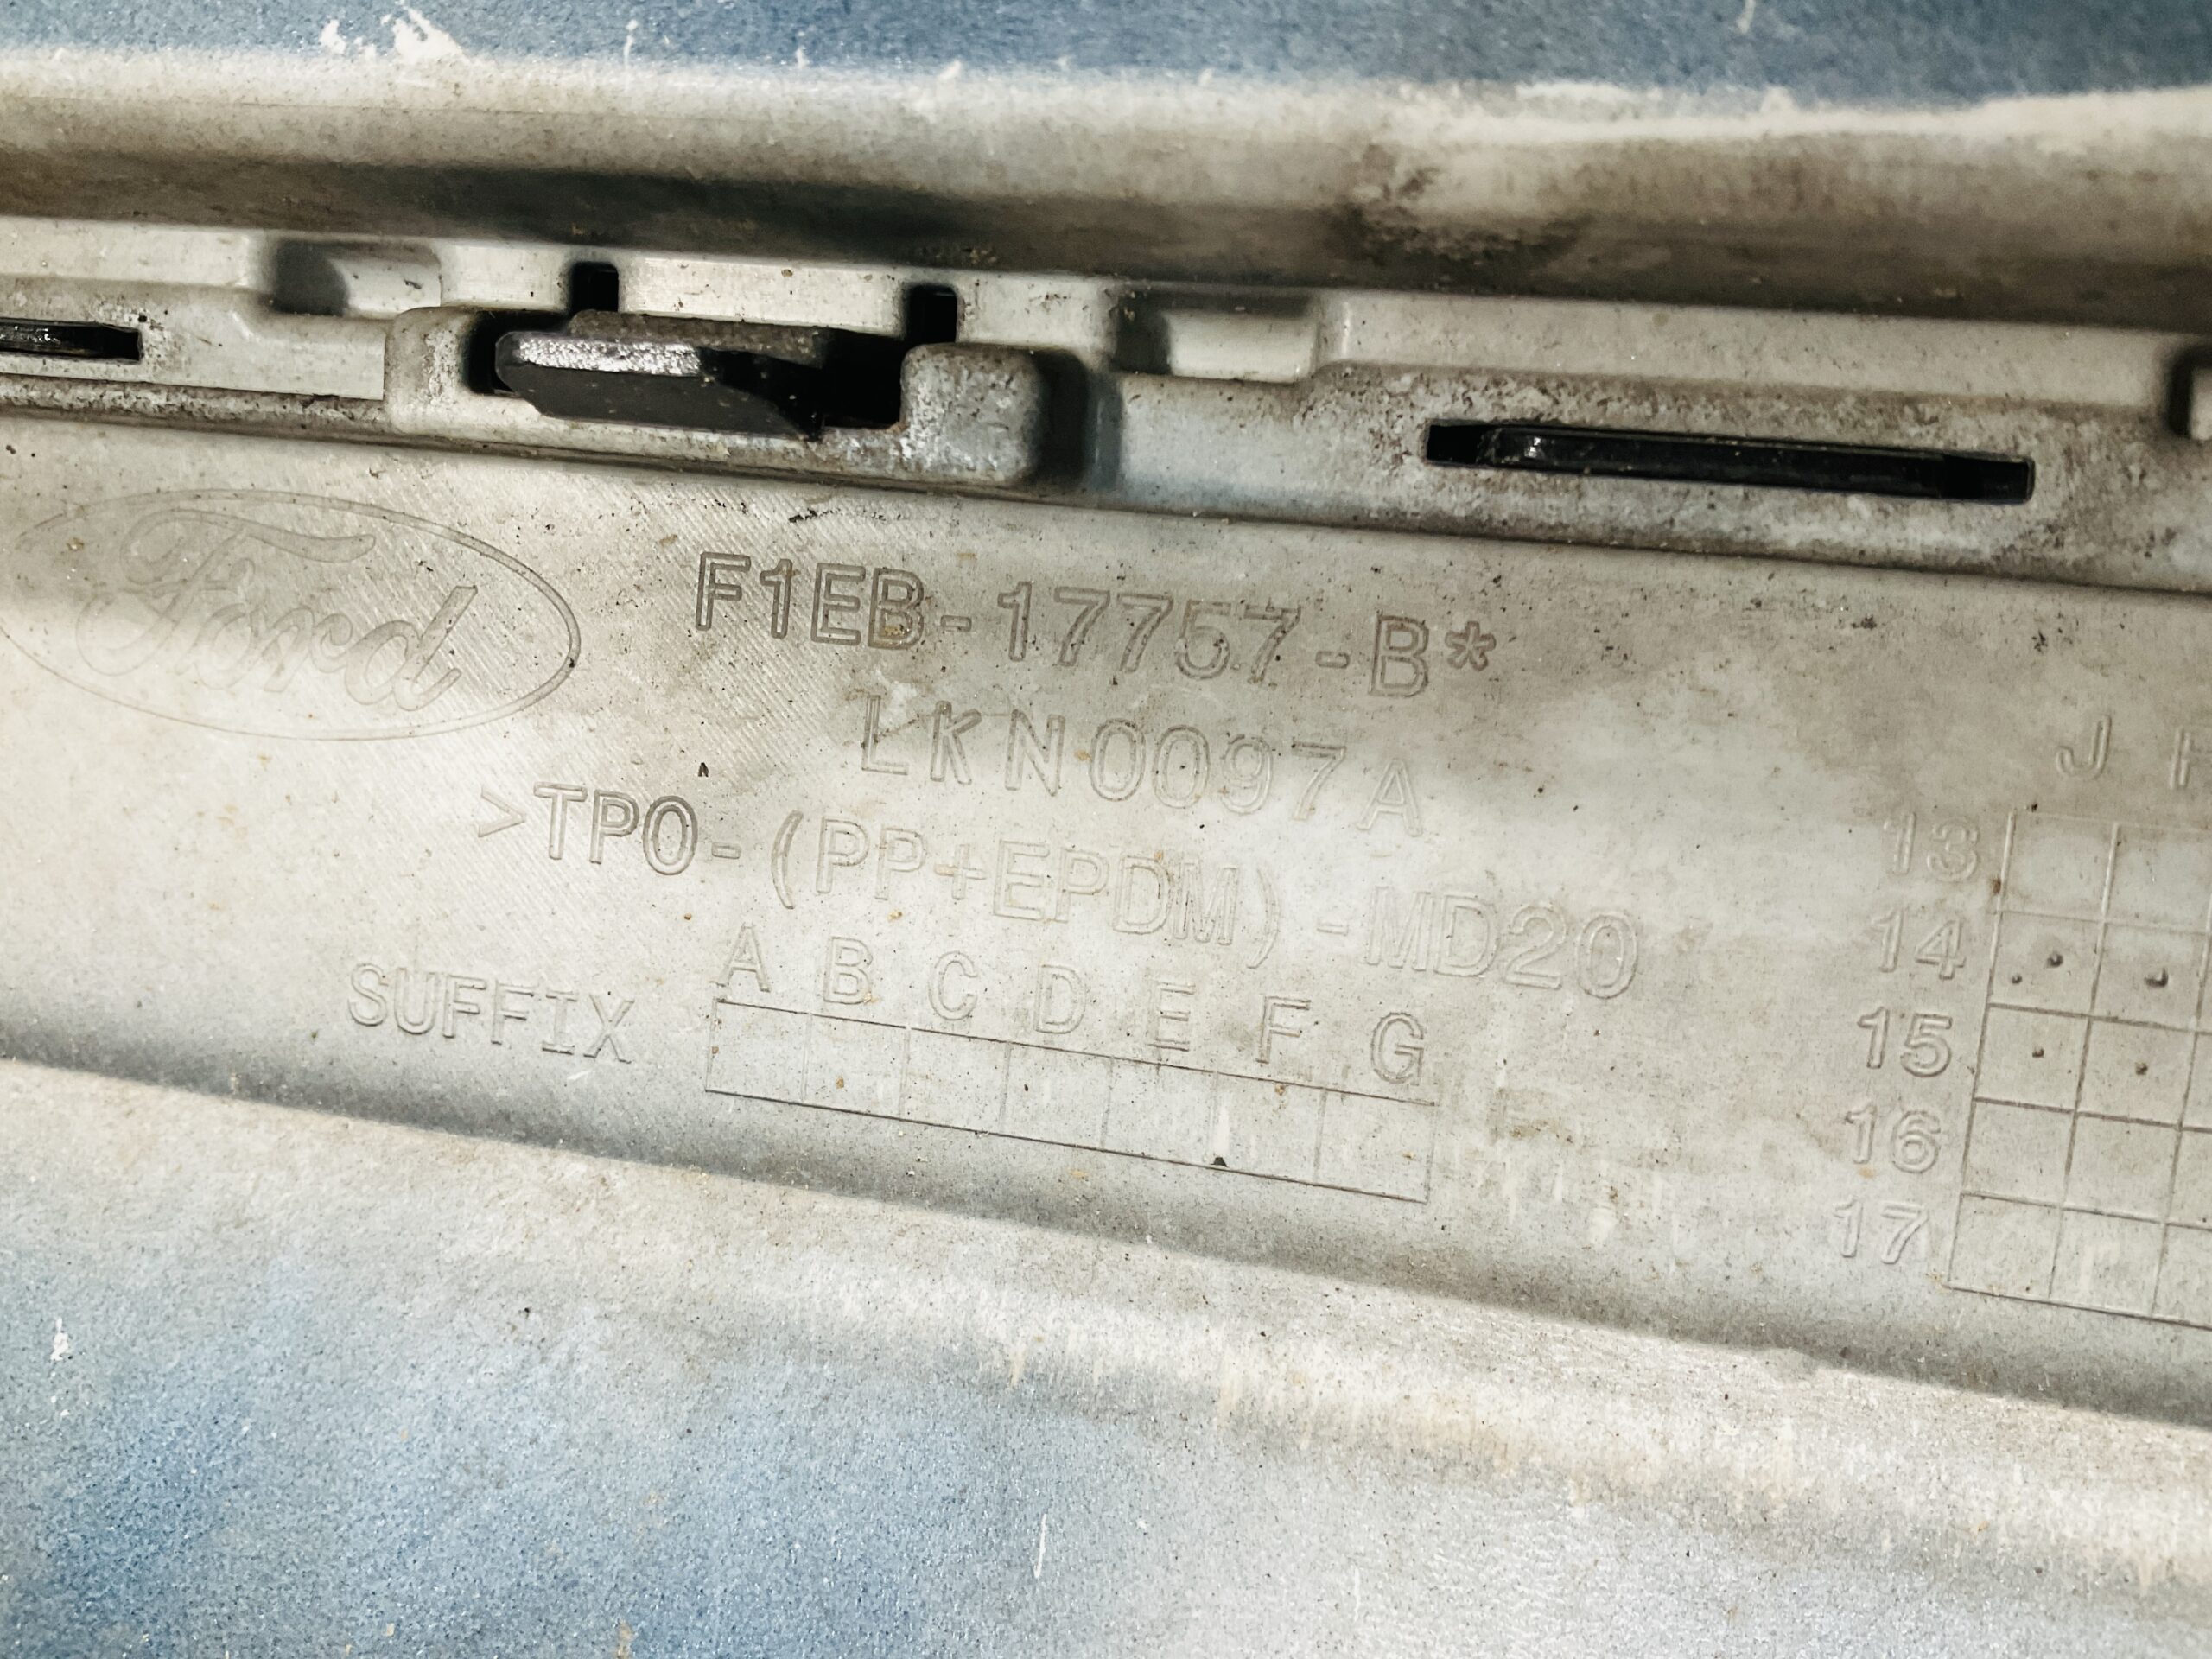 Ford
F1EB-17757-B*
LKN0097A
>TPO-(PP+EPDM)-MD20
SUFFIX A B C D E F G
J F
13
14
15
16
17